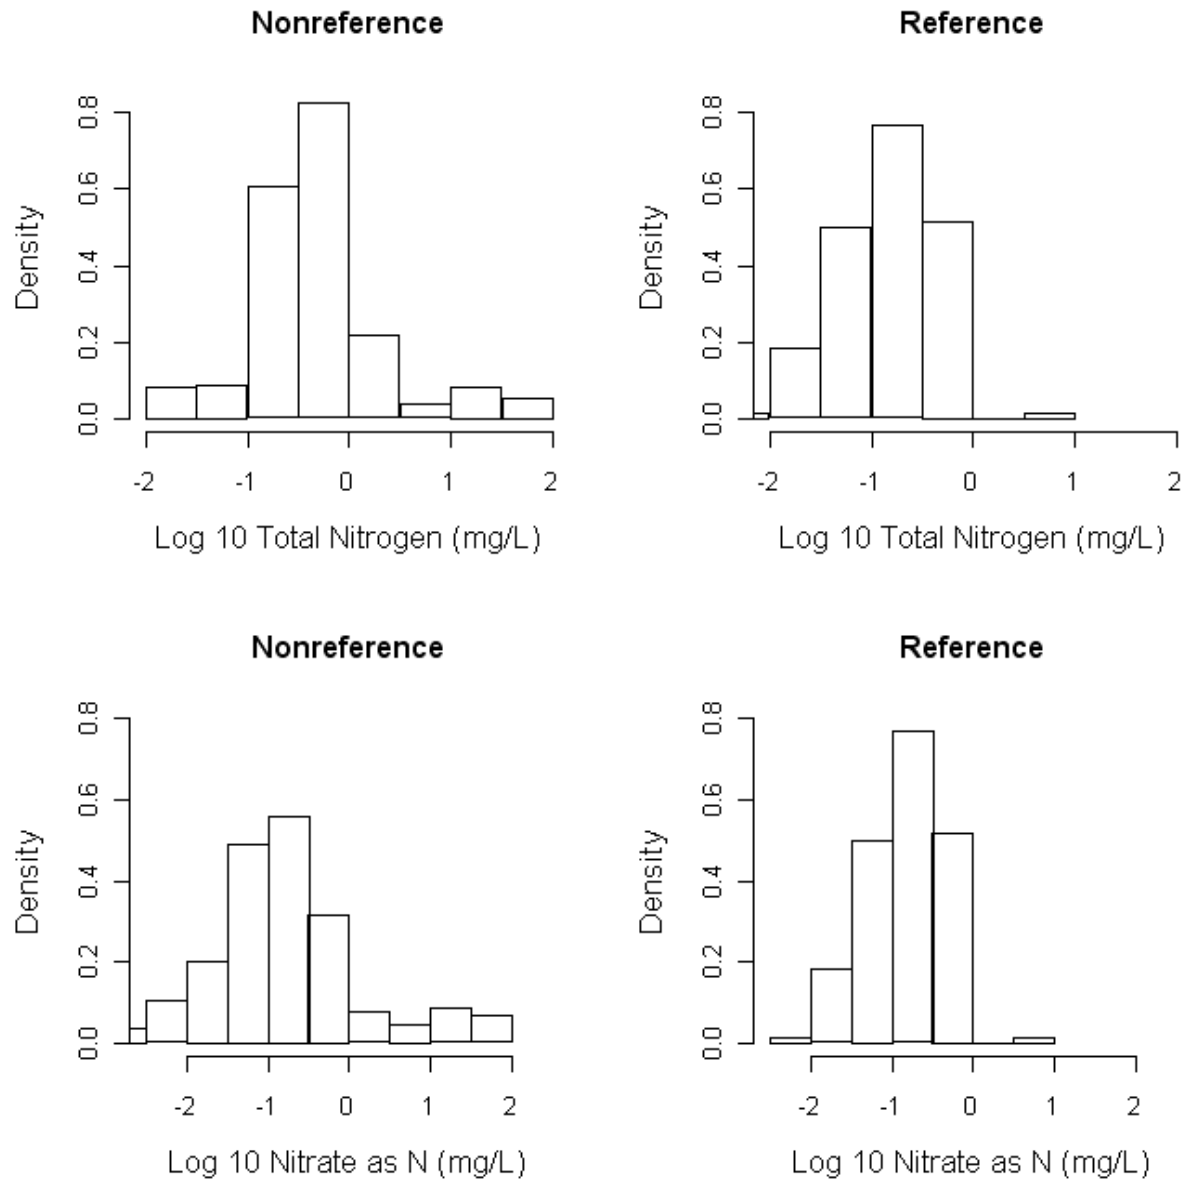 Nonreference
Reference
Density
0.0 0.2 0.4 0.6 0.8
-2 -1 0 1 2
Log 10 Total Nitrogen (mg/L)
Density
0.0 0.2 0.4 0.6 0.8
-2 -1 0 1 2
Log 10 Total Nitrogen (mg/L)
Nonreference
Reference
Density
0.0 0.2 0.4 0.6 0.8
-2 -1 0 1 2
Log 10 Nitrate as N (mg/L)
Density
0.0 0.2 0.4 0.6 0.8
-2 -1 0 1 2
Log 10 Nitrate as N (mg/L)